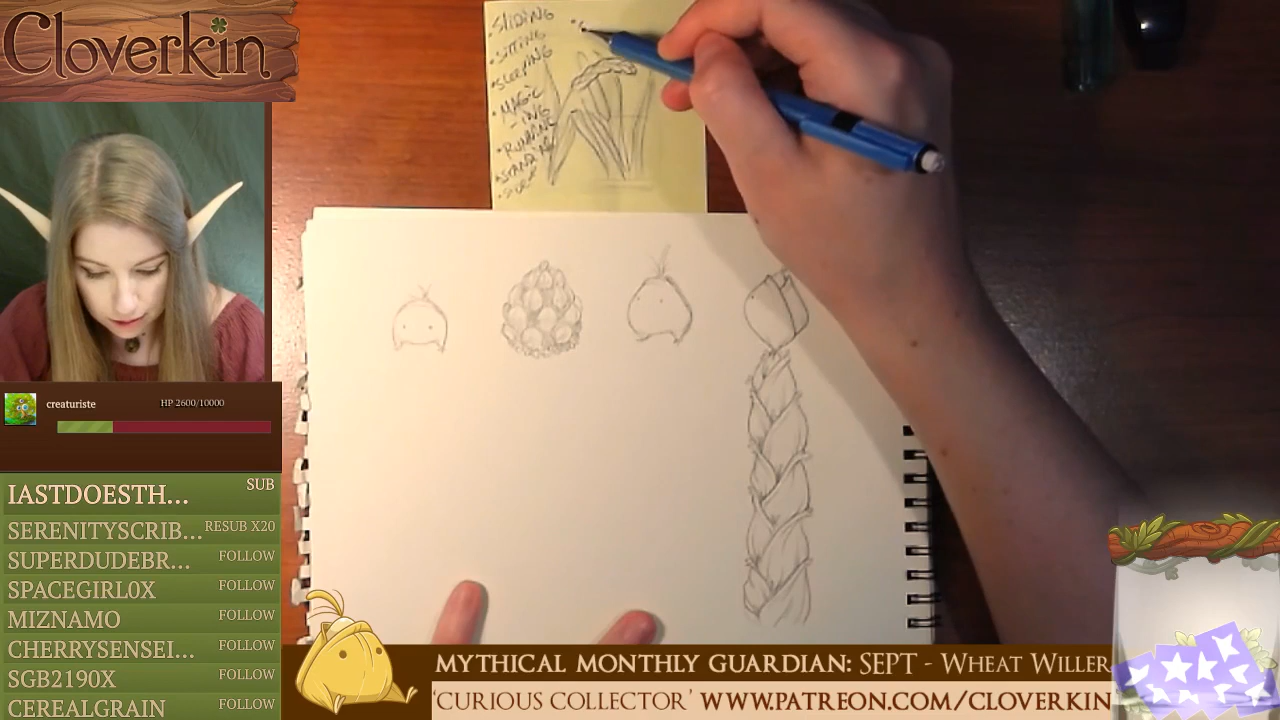 Cloverkin
• SLIDING
• SITTING
• SLEEPING
• MAGIC
-ING
• RUNNING
• STANDING
creaturiste HP 2600/10000
IASTDOESTH... SUB
SERENITYSCRIB... RESUB X20
SUPERDUDEBR... FOLLOW
SPACEGIRL0X FOLLOW
MIZNAMO FOLLOW
CHERRYSENSEI... FOLLOW
SGB2190X FOLLOW
CEREALGRAIN FOLLOW
MYTHICAL MONTHLY GUARDIAN: SEPT - WHEAT WILLER
'CURIOUS COLLECTOR' WWW.PATREON.COM/CLOVERKIN